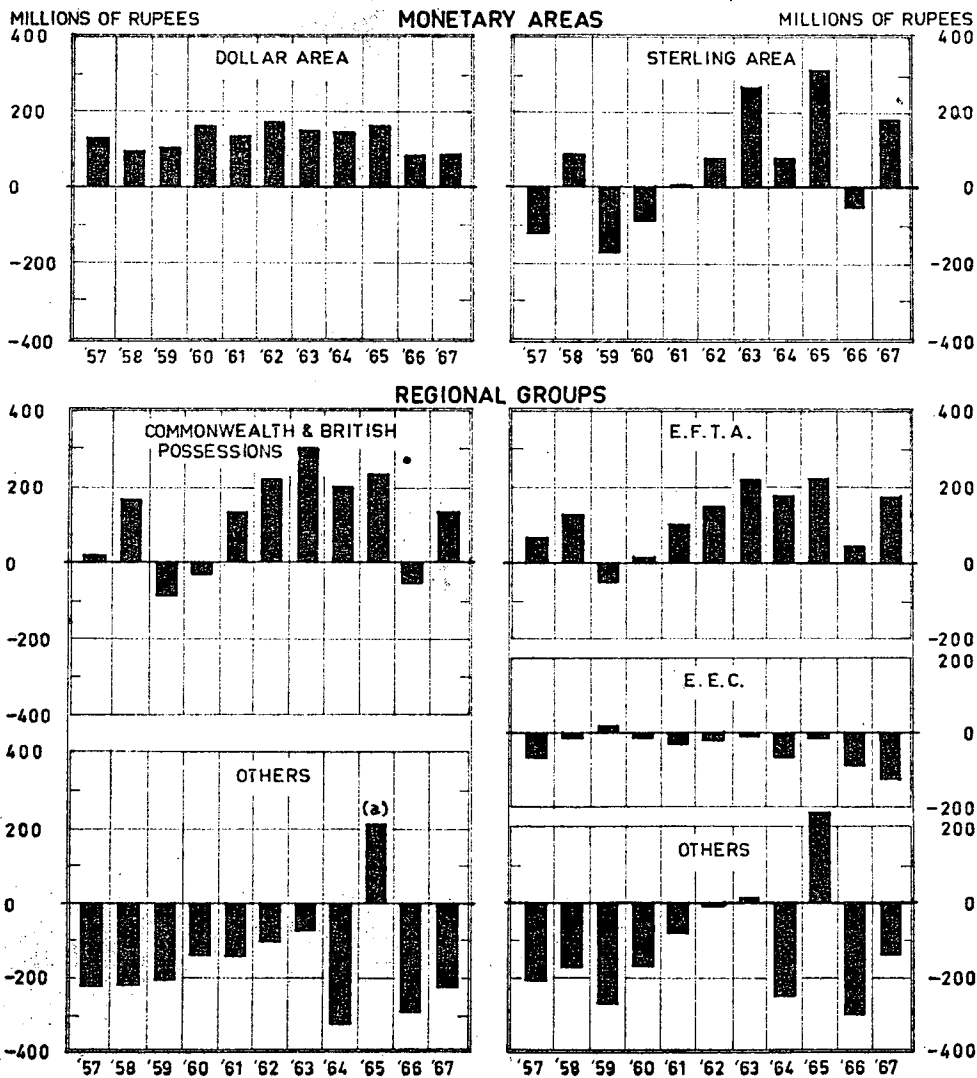 MILLIONS OF RUPEES MONETARY AREAS MILLIONS OF RUPEES
DOLLAR AREA
400
200
0
-200
-400
'57 '58 '59 '60 '61 '62 '63 '64 '65 '66 '67
STERLING AREA
400
200
0
-200
-400
'57 '58 '59 '60 '61 '62 '63 '64 '65 '66 '67
REGIONAL GROUPS
COMMONWEALTH & BRITISH
POSSESSIONS
400
200
0
-200
-400
E.F.T.A.
400
200
0
-200
E.E.C.
200
0
-200
OTHERS
(a)
400
200
0
-200
-400
'57 '58 '59 '60 '61 '62 '63 '64 '65 '66 '67
OTHERS
200
0
-200
-400
'57 '58 '59 '60 '61 '62 '63 '64 '65 '66 '67